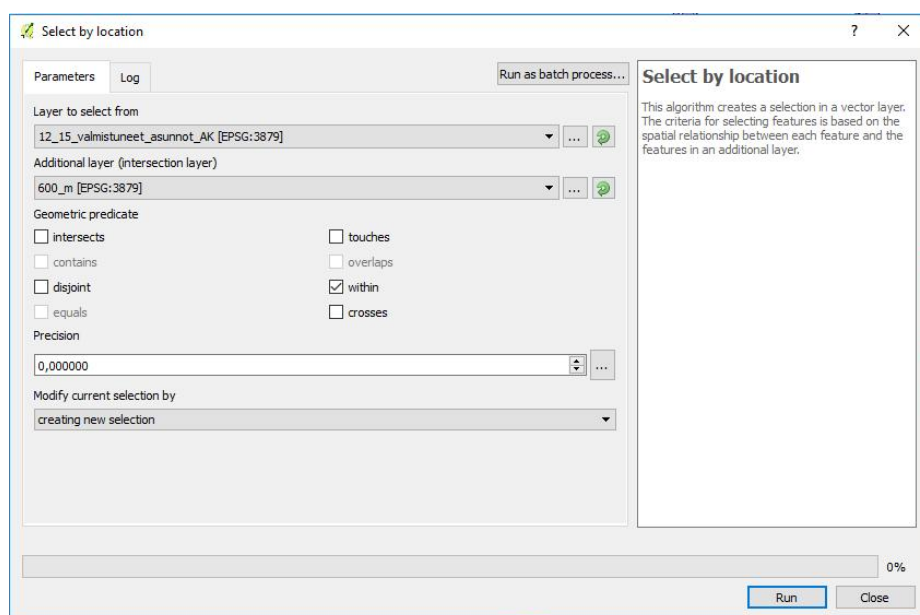 Select by location
?
Parameters
Log
Run as batch process...
Layer to select from
12_15_valmistuneet_asunnot_AK [EPSG:3879]
...
Additional layer (intersection layer)
600_m [EPSG:3879]
...
Geometric predicate
intersects
touches
contains
overlaps
disjoint
within
equals
crosses
Precision
0,000000
...
Modify current selection by
creating new selection
Select by location
This algorithm creates a selection in a vector layer.
The criteria for selecting features is based on the
spatial relationship between each feature and the
features in an additional layer.
0%
Run
Close